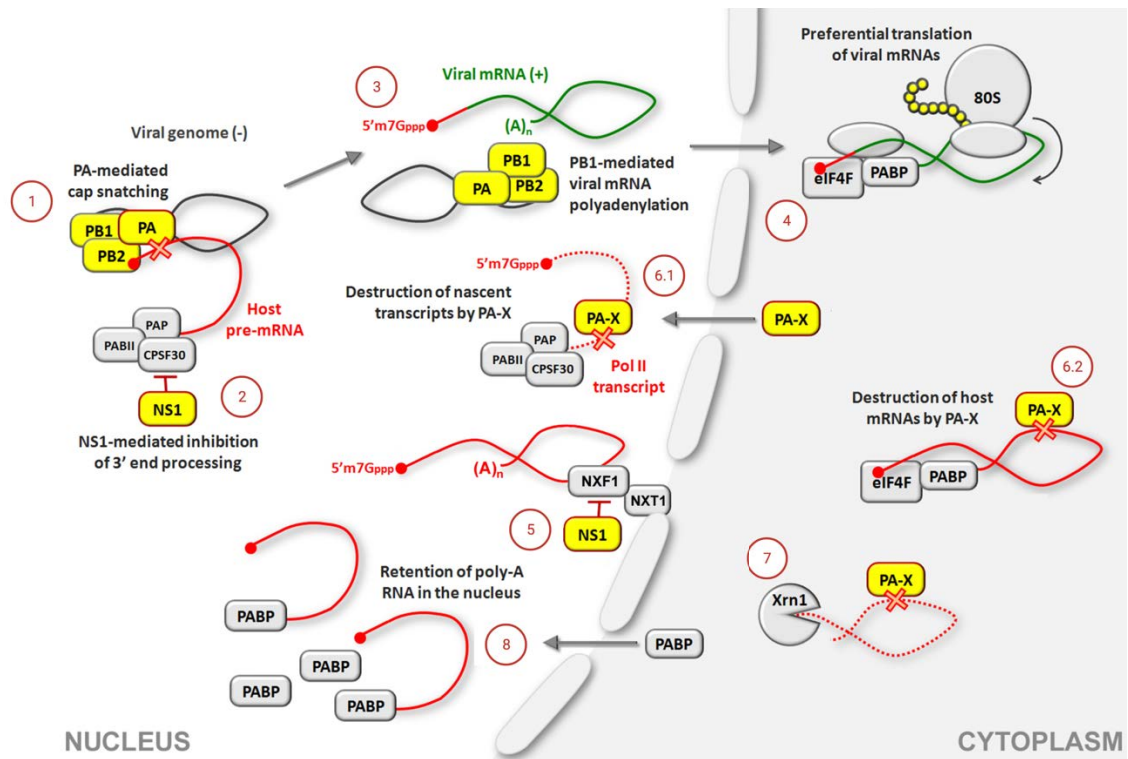 Viral genome (-)
PA-mediated
cap snatching
1
PB1
PA
PB2
Host
pre-mRNA
PAP
PABII
CPSF30
NS1
2
NS1-mediated inhibition
of 3' end processing
3
Viral mRNA (+)
5'm7Gppp
(A)n
PB1
PA
PB2
PB1-mediated
viral mRNA
polyadenylation
Preferential translation
of viral mRNAs
80S
eIF4F
PABP
4
5'm7Gppp
6.1
Destruction of nascent
transcripts by PA-X
PA-X
PAP
PABII
CPSF30
Pol II
transcript
PA-X
6.2
Destruction of host
mRNAs by PA-X
PA-X
eIF4F
PABP
5'm7Gppp
(A)n
NXF1
NXT1
5
NS1
7
Xrn1
PA-X
Retention of poly-A
RNA in the nucleus
8
PABP
PABP
PABP
PABP
PABP
NUCLEUS
CYTOPLASM